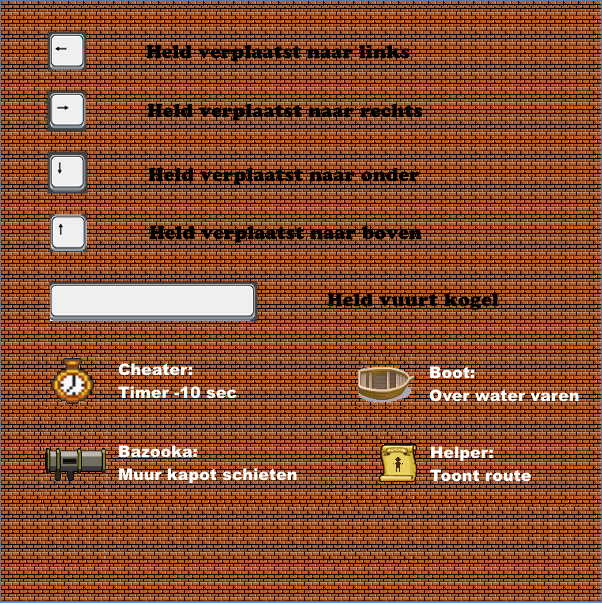 ← Held verplaatst naar links
→ Held verplaatst naar rechts
↓ Held verplaatst naar onder
↑ Held verplaatst naar boven
Held vuurt kogel
Cheater:
Timer -10 sec
Boot:
Over water varen
Bazooka:
Muur kapot schieten
Helper:
Toont route